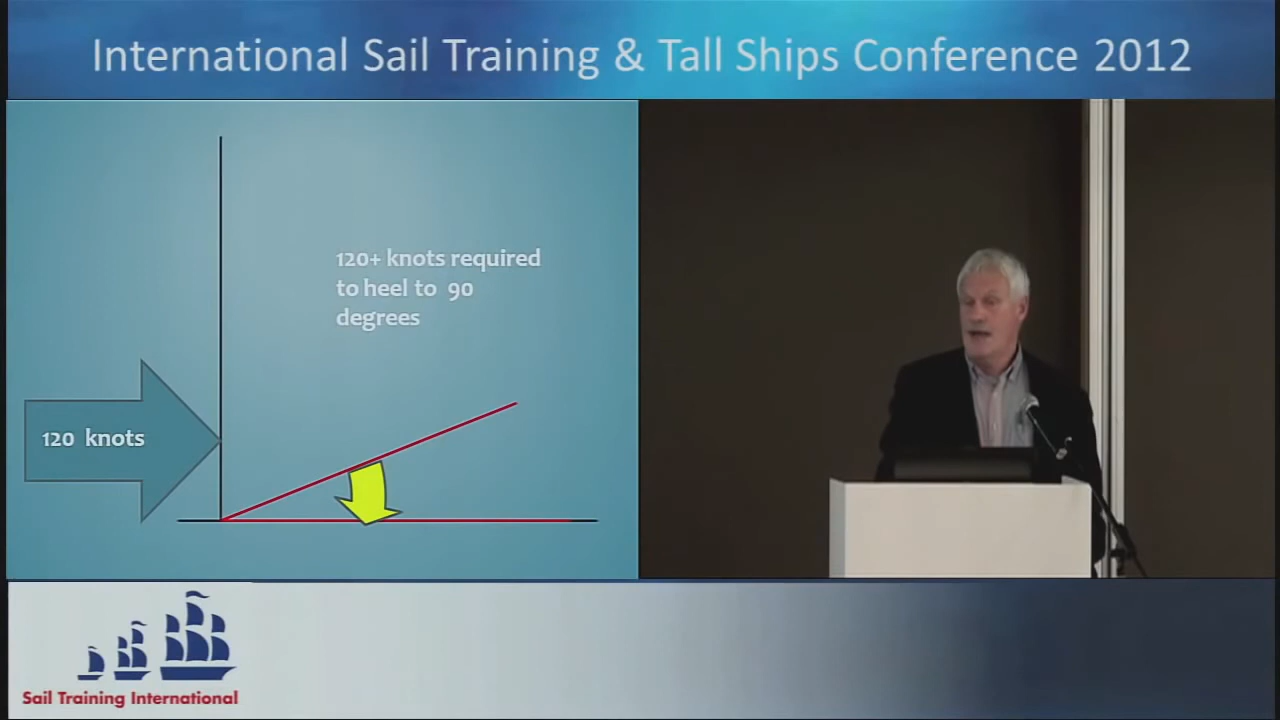 International Sail Training & Tall Ships Conference 2012
120+ knots required
to heel to 90
degrees
120 knots
Sail Training International